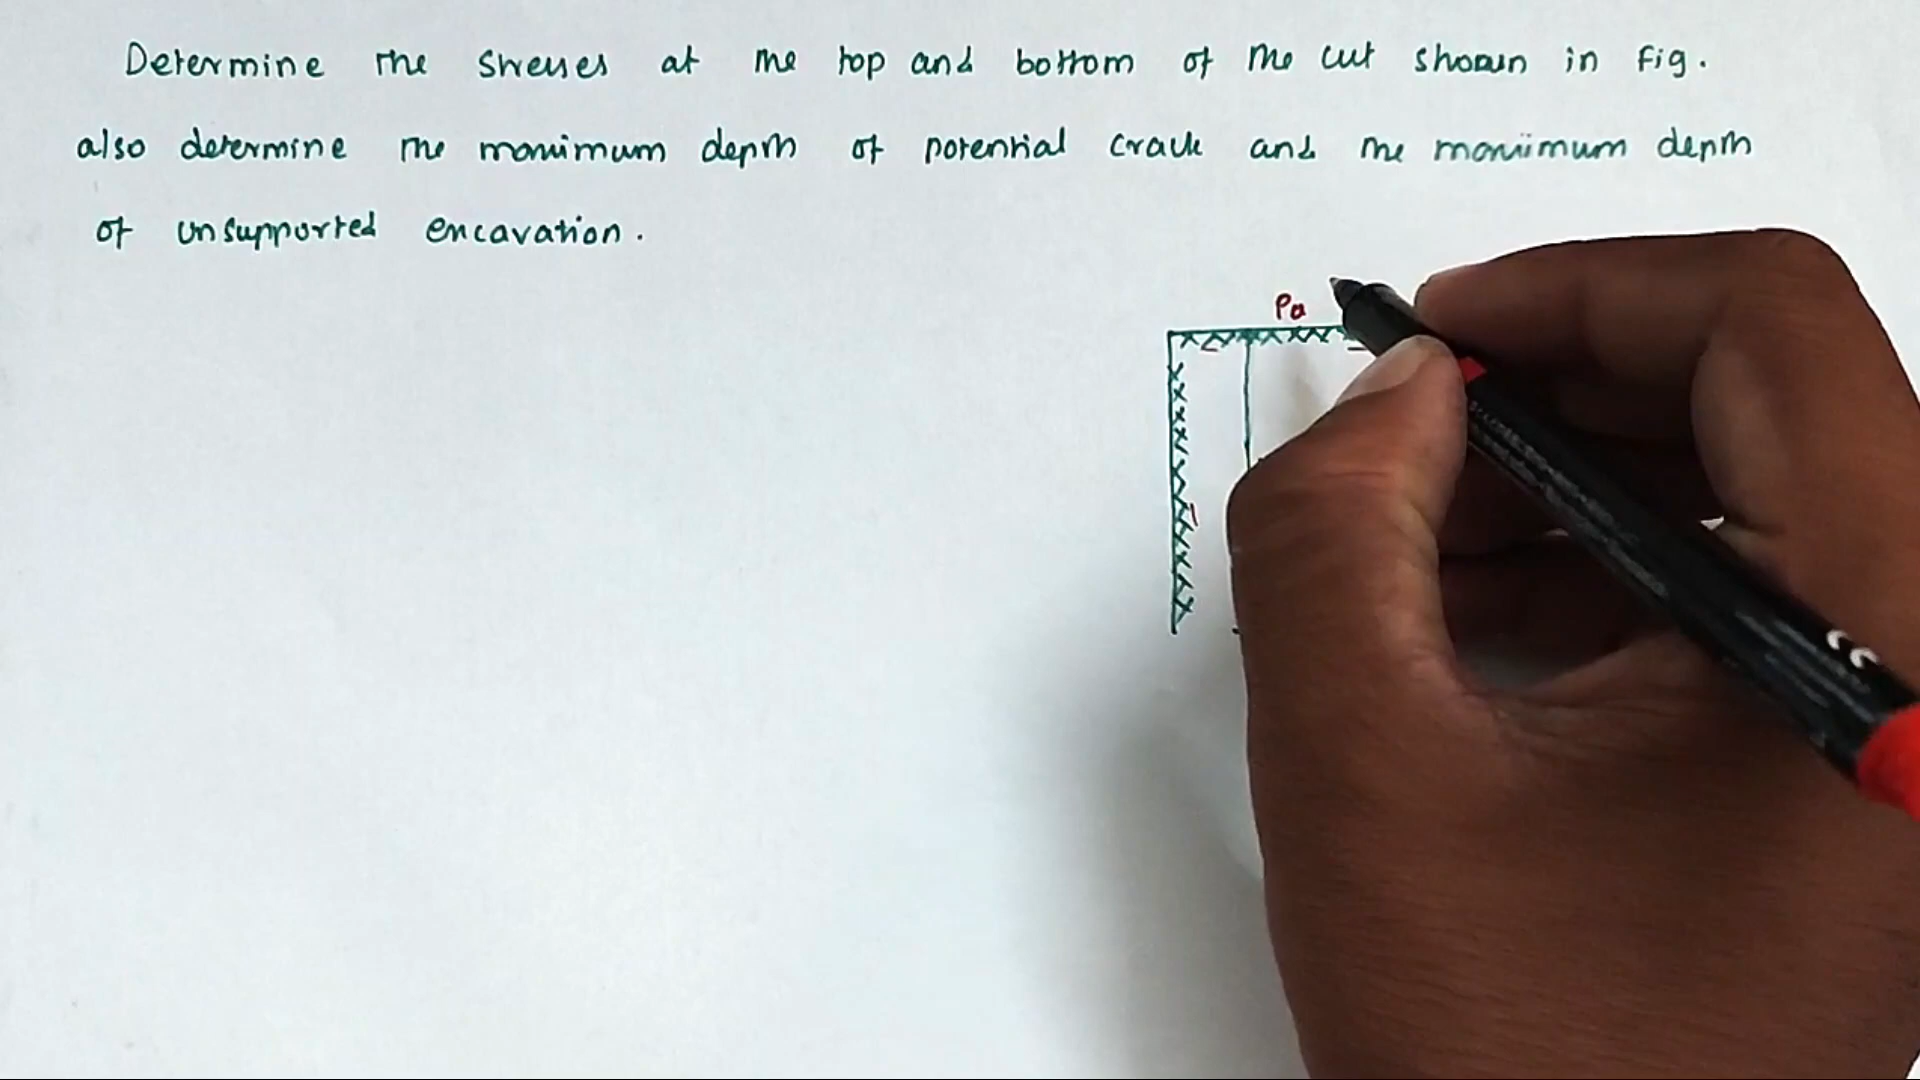 Determine the stresses at the top and bottom of the cut shown in fig.
also determine the maximum depth of potential crack and the maximum depth
of unsupported excavation.
Pa